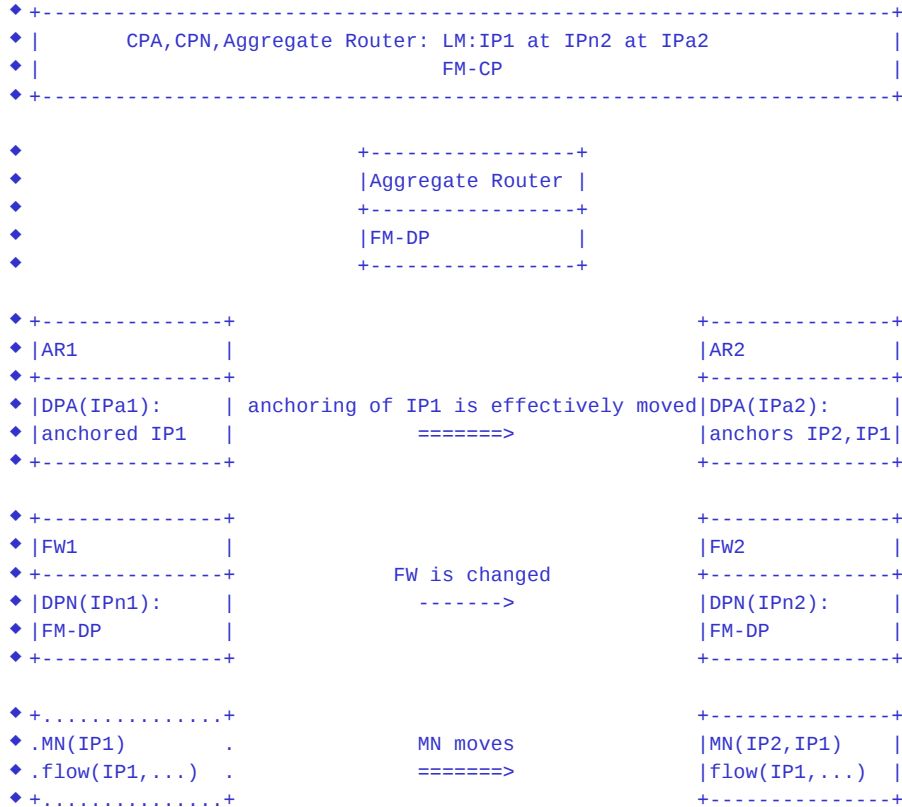 ◆ +----------------------------------------------------------------------+
◆ |       CPA,CPN,Aggregate Router: LM:IP1 at IPn2 at IPa2               |
◆ |                                 FM-CP                                |
◆ +----------------------------------------------------------------------+
◆                           +-----------------+
◆                           |Aggregate Router |
◆                           +-----------------+
◆                           |FM-DP            |
◆                           +-----------------+
◆ +---------------+                                      +---------------+
◆ |AR1            |                                      |AR2            |
◆ +---------------+                                      +---------------+
◆ |DPA(IPa1):     | anchoring of IP1 is effectively moved|DPA(IPa2):     |
◆ |anchored IP1   |               =======>               |anchors IP2,IP1|
◆ +---------------+                                      +---------------+
◆ +---------------+                                      +---------------+
◆ |FW1            |                                      |FW2            |
◆ +---------------+             FW is changed            +---------------+
◆ |DPN(IPn1):     |               ------->               |DPN(IPn2):     |
◆ |FM-DP          |                                      |FM-DP          |
◆ +---------------+                                      +---------------+
◆ +...............+                                      +---------------+
◆ .MN(IP1)        .               MN moves               |MN(IP2,IP1)    |
◆ .flow(IP1,...)  .               =======>               |flow(IP1,...)  |
◆ +...............+                                      +---------------+